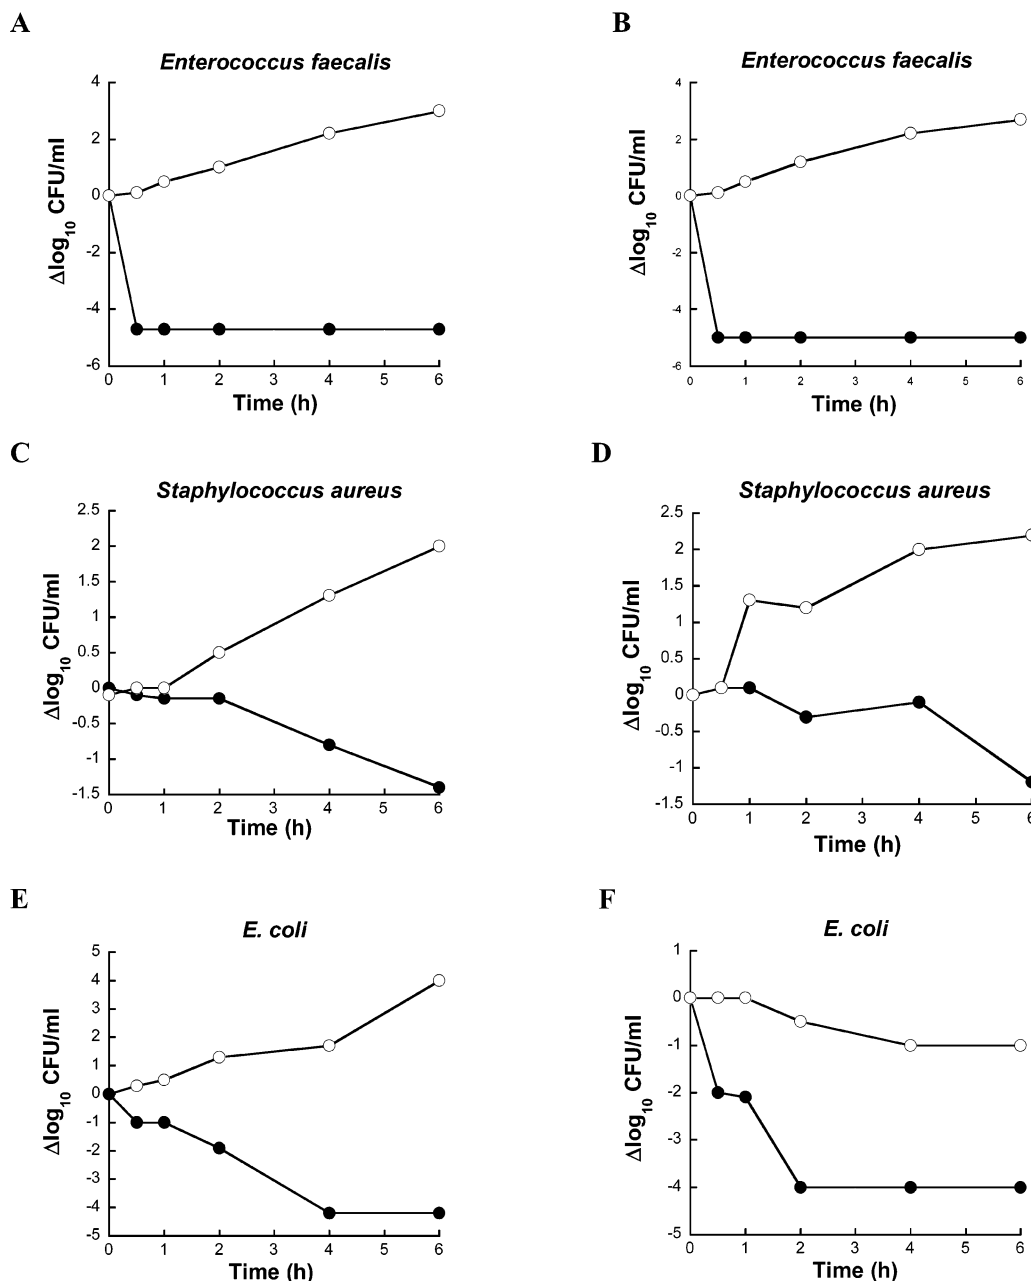 A
Enterococcus faecalis
4
2
0
-2
-4
-6
Δlog10 CFU/ml
0 1 2 3 4 5 6
Time (h)
B
Enterococcus faecalis
4
2
0
-2
-4
-6
Δlog10 CFU/ml
0 1 2 3 4 5 6
Time (h)
C
Staphylococcus aureus
2.5
2
1.5
1
0.5
0
-0.5
-1
-1.5
Δlog10 CFU/ml
0 1 2 3 4 5 6
Time (h)
D
Staphylococcus aureus
2.5
2
1.5
1
0.5
0
-0.5
-1
-1.5
Δlog10 CFU/ml
0 1 2 3 4 5 6
Time (h)
E
E. coli
5
4
3
2
1
0
-1
-2
-3
-4
-5
Δlog10 CFU/ml
0 1 2 3 4 5 6
Time (h)
F
E. coli
1
0
-1
-2
-3
-4
-5
Δlog10 CFU/ml
0 1 2 3 4 5 6
Time (h)